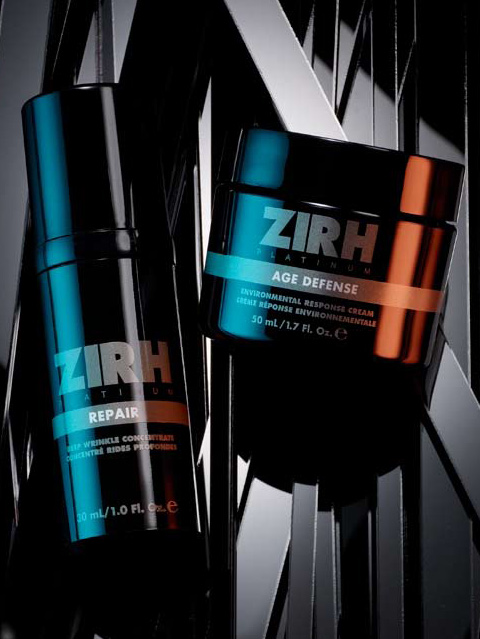 ZIRH
PLATINUM
REPAIR
DEEP WRINKLE CONCENTRATE
CONCENTRÉ RIDES PROFONDES
30 mL/1.0 Fl. Oz. ℮
ZIRH
PLATINUM
AGE DEFENSE
ENVIRONMENTAL RESPONSE CREAM
CRÈME RÉPONSE ENVIRONNEMENTALE
50 mL/1.7 Fl. Oz. ℮